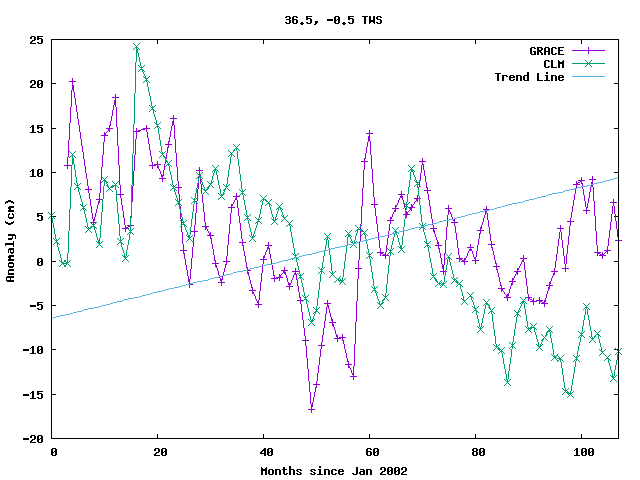 36.5, -0.5 TWS
GRACE
CLM
Trend Line
25
20
15
10
5
0
-5
-10
-15
-20
Anomaly (cm)
0 20 40 60 80 100
Months since Jan 2002